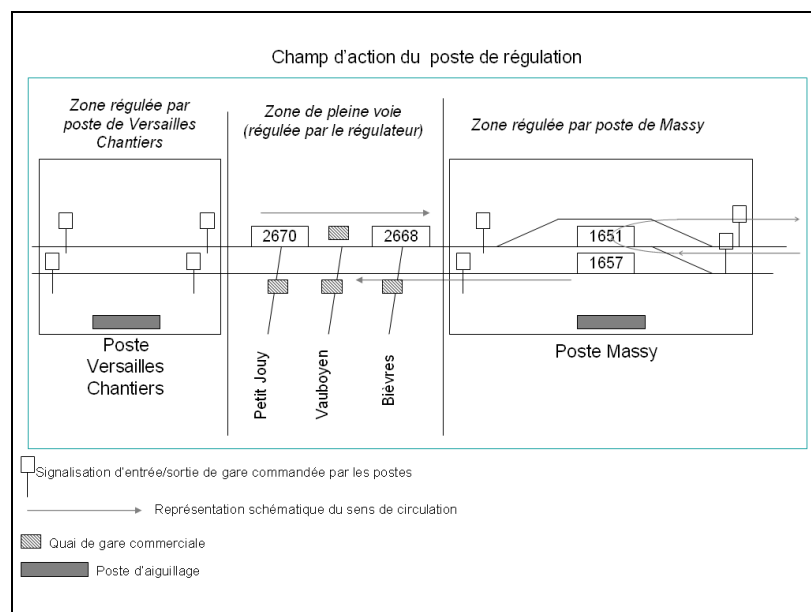 Champ d'action du  poste de régulation
Zone régulée par
poste de Versailles
Chantiers
Zone de pleine voie
(régulée par le régulateur)
Zone régulée par poste de Massy
2670
2668
1651
1657
Poste
Versailles
Chantiers
Petit Jouy
Vauboyen
Bièvres
Poste Massy
Signalisation d'entrée/sortie de gare commandée par les postes
Représentation schématique du sens de circulation
Quai de gare commerciale
Poste d'aiguillage